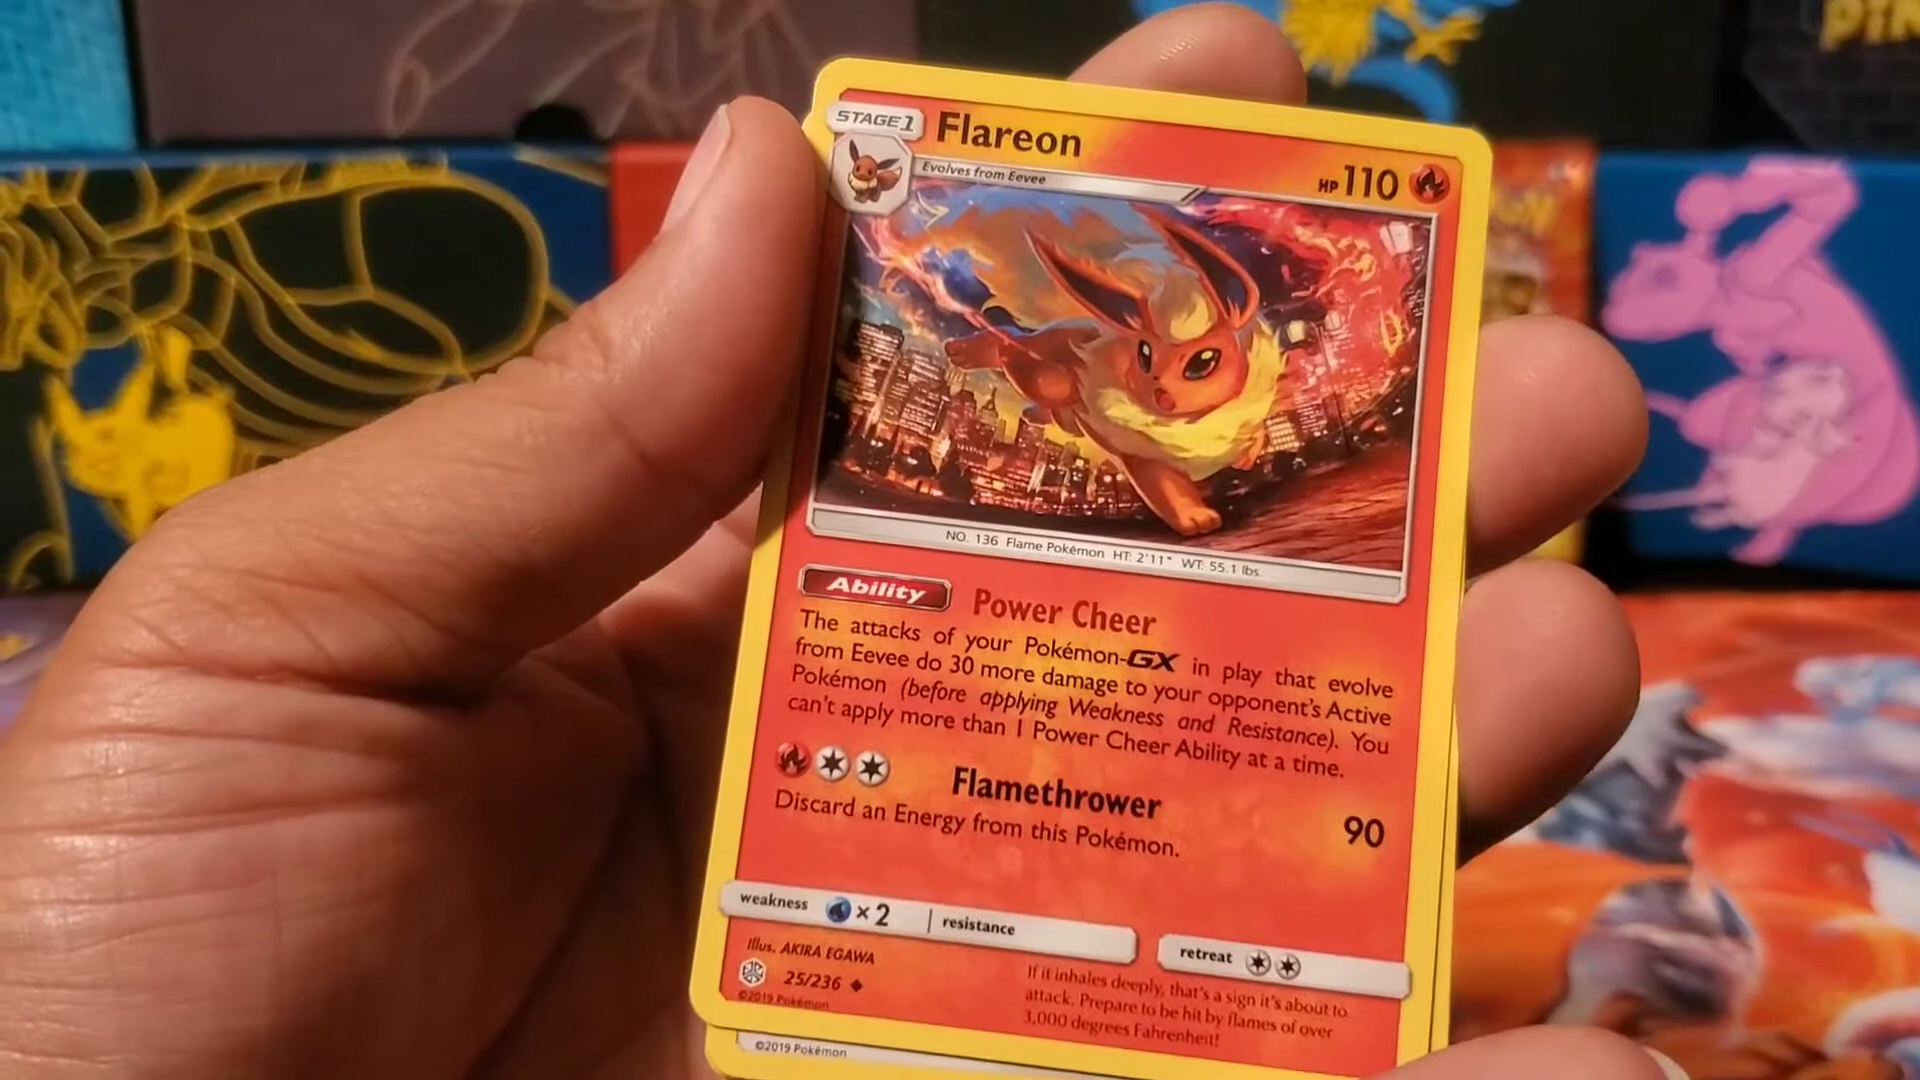 STAGE1
Flareon
HP 110
Evolves from Eevee
NO. 136 Flame Pokémon HT: 2'11" WT: 55.1 lbs.
Ability Power Cheer
The attacks of your Pokémon-GX in play that evolve
from Eevee do 30 more damage to your opponent's Active
Pokémon (before applying Weakness and Resistance). You
can't apply more than 1 Power Cheer Ability at a time.
Flamethrower
90
Discard an Energy from this Pokémon.
weakness ×2 resistance
retreat
Illus. AKIRA EGAWA
25/236
©2019 Pokémon
If it inhales deeply, that's a sign it's about to
attack. Prepare to be hit by flames of over
3,000 degrees Fahrenheit!
©2019 Pokémon